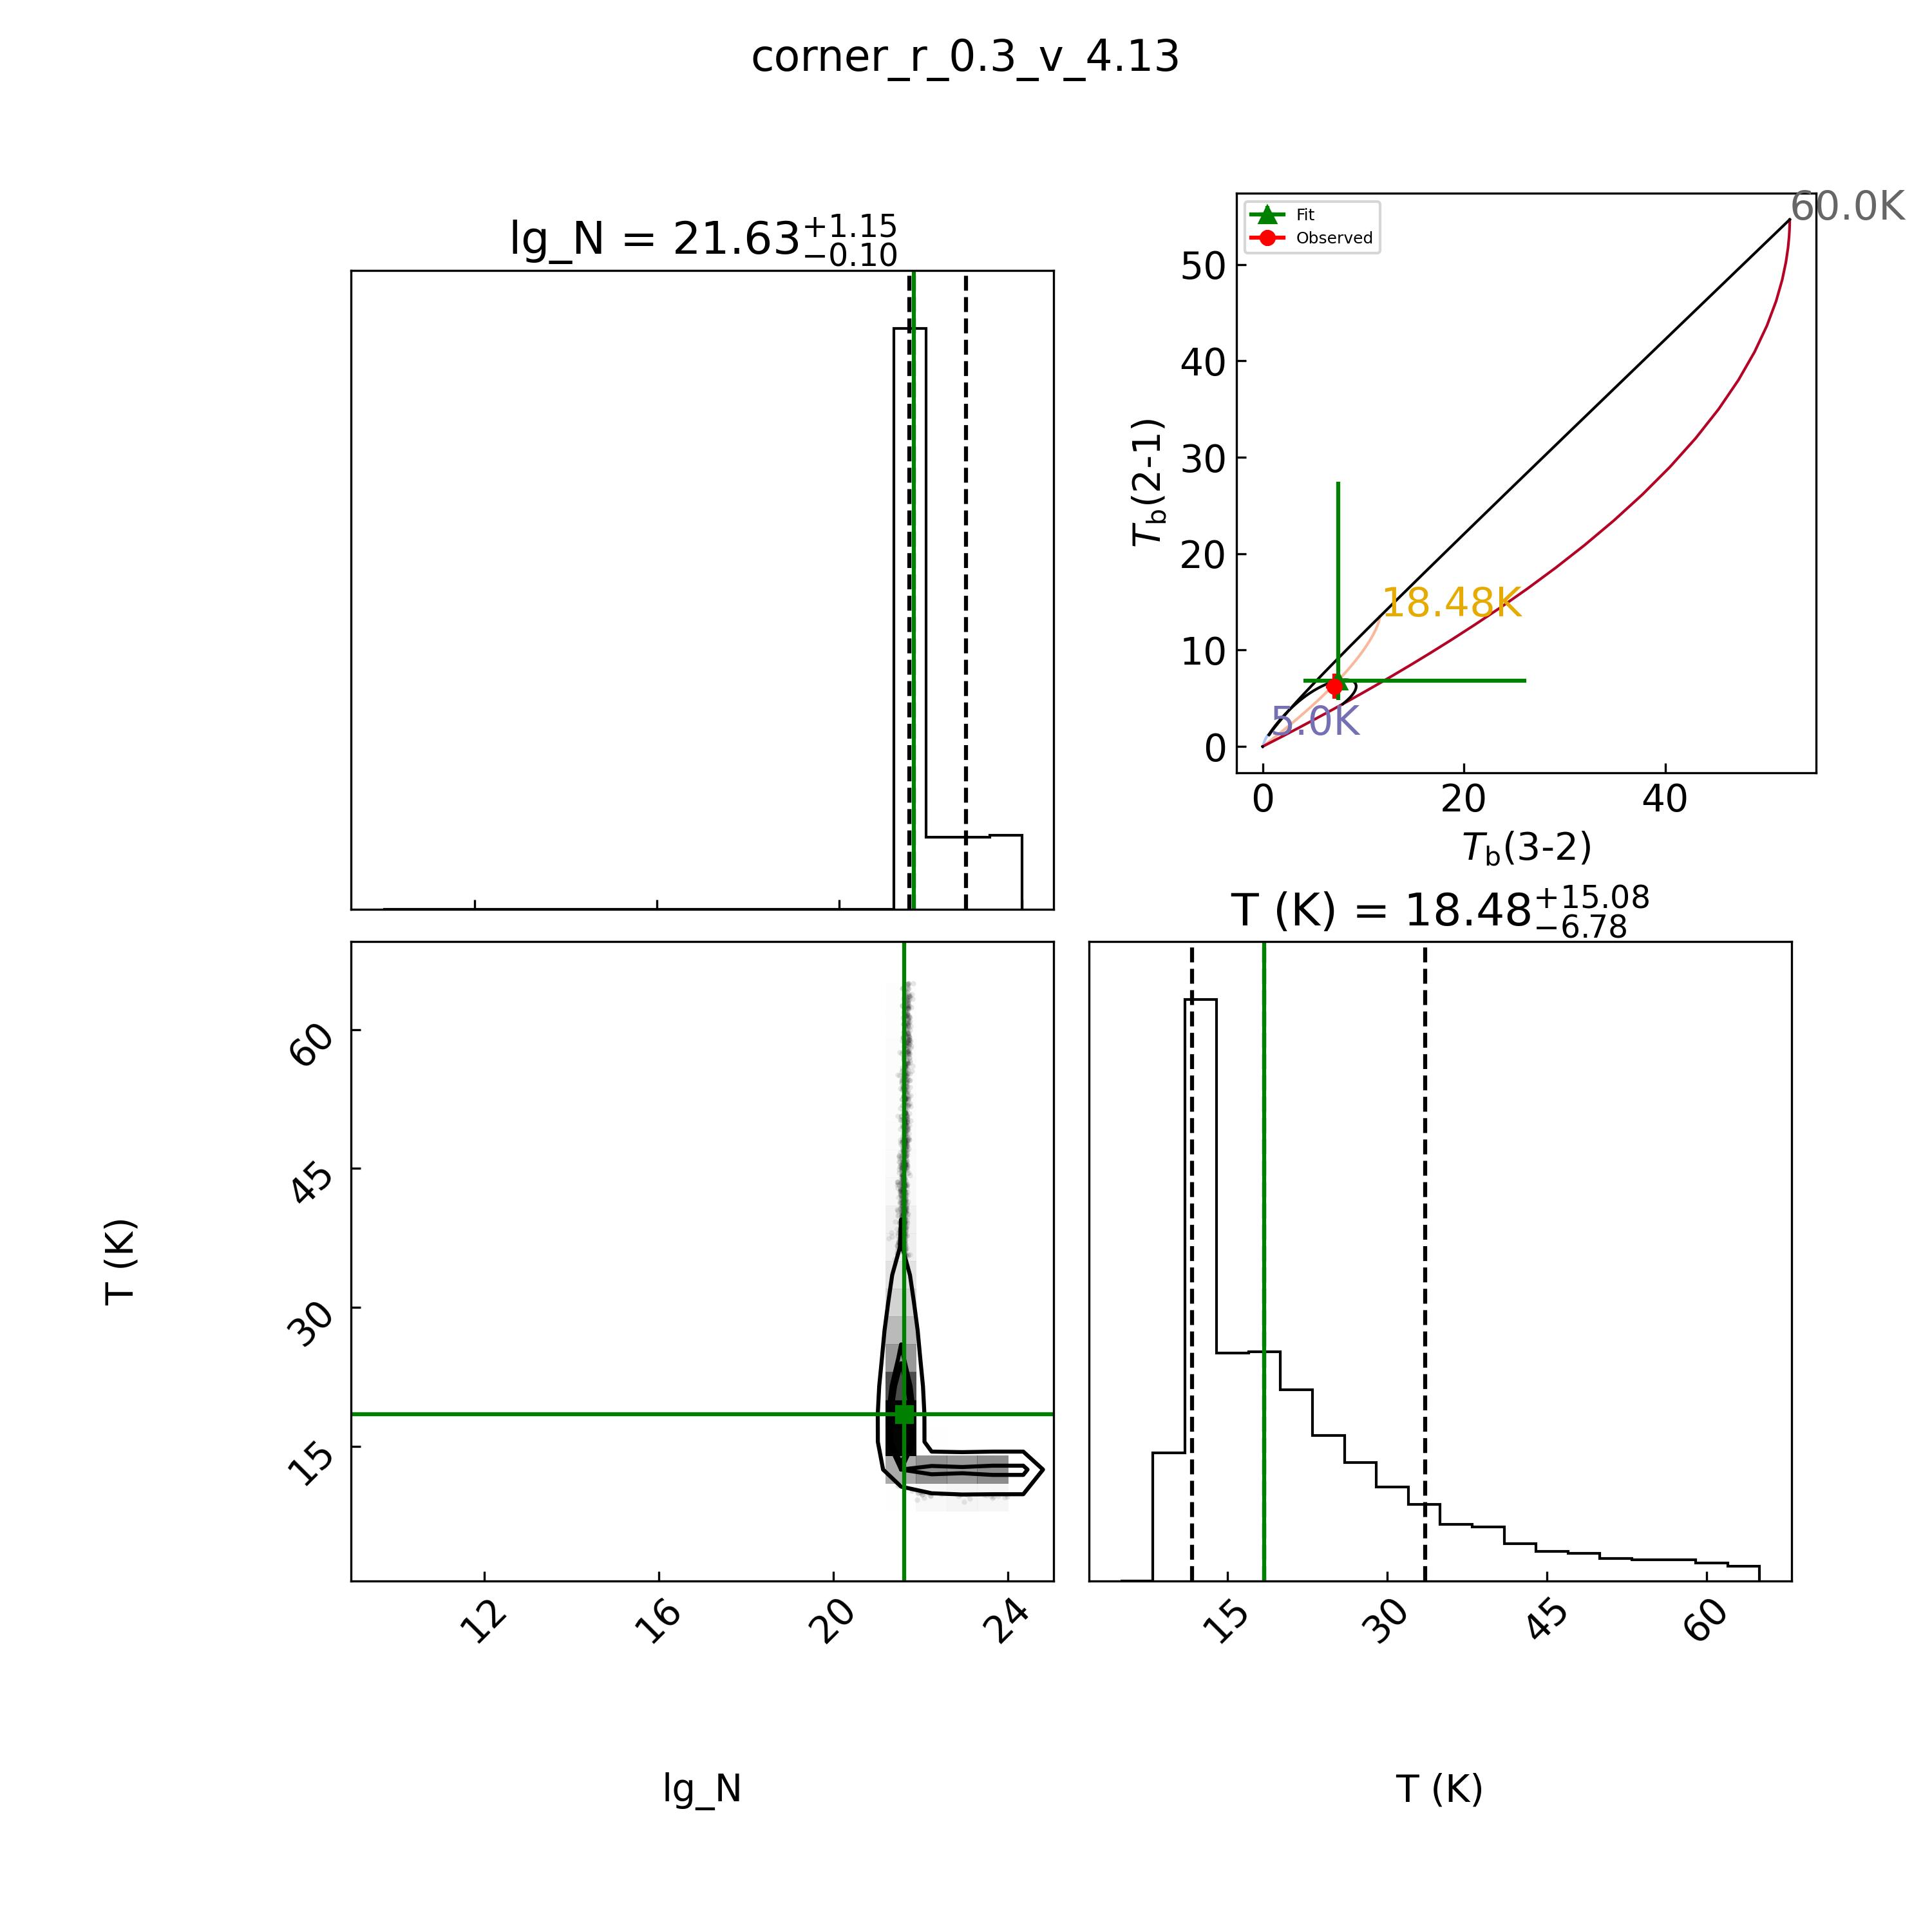 corner_r_0.3_v_4.13
lg_N = 21.63 +1.15 −0.10
60.0K
Fit
Observed
50
40
30
20
10
0
T_b(2-1)
18.48K
5.0K
0 20 40
T_b(3-2)
T (K) = 18.48 +15.08 −6.78
60
45
30
15
T (K)
12 16 20 24
15 30 45 60
lg_N
T (K)